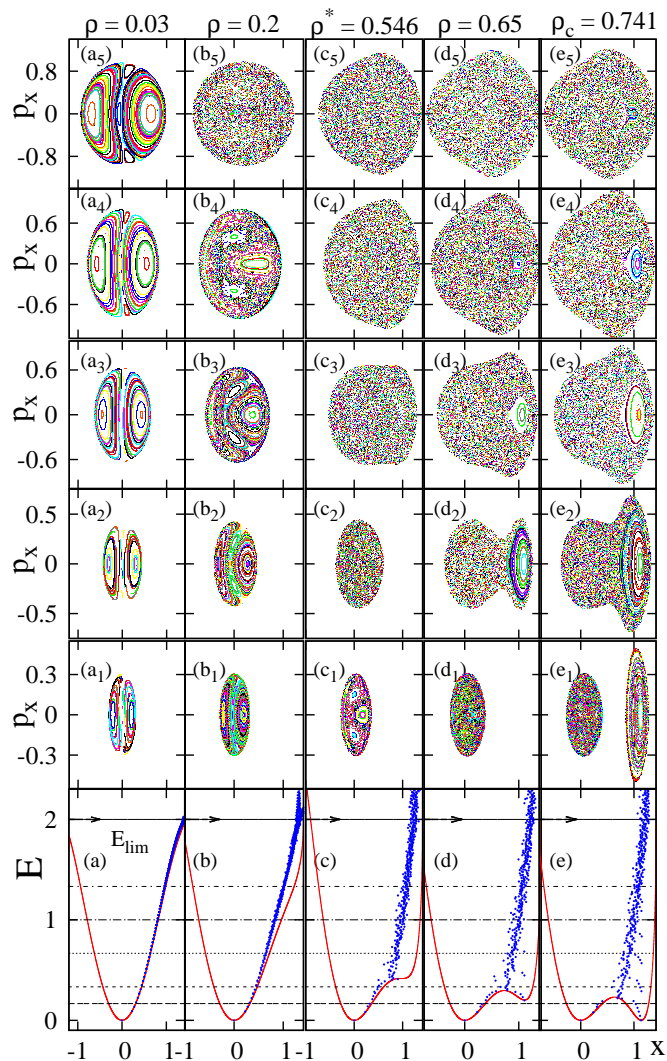 ρ = 0.03 ρ = 0.2 ρ* = 0.546 ρ = 0.65 ρc = 0.741
(a5) (b5) (c5) (d5) (e5)
0.8
px 0
-0.8
(a4) (b4) (c4) (d4) (e4)
0.6
px 0
-0.6
(a3) (b3) (c3) (d3) (e3)
0.6
px 0
-0.6
(a2) (b2) (c2) (d2) (e2)
0.5
px 0
-0.5
(a1) (b1) (c1) (d1) (e1)
0.3
px 0
-0.3
2
Elim
E (a) (b) (c) (d) (e)
1
0
-1 0 1 -1 0 1 0 1 0 1 0 1 x